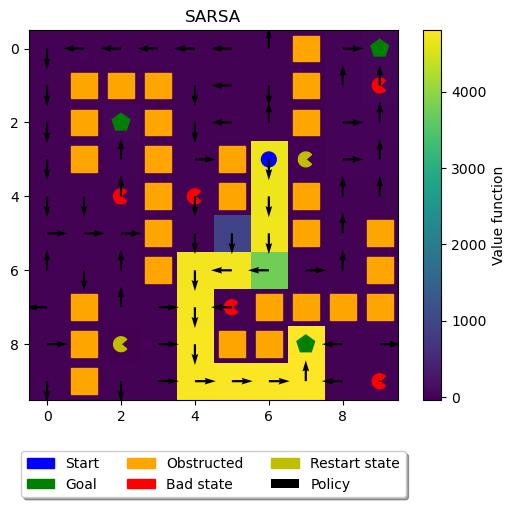 SARSA
0
2
4
6
8
0 2 4 6 8
4000
3000
2000
1000
0
Value function
Start Obstructed Restart state
Goal Bad state Policy